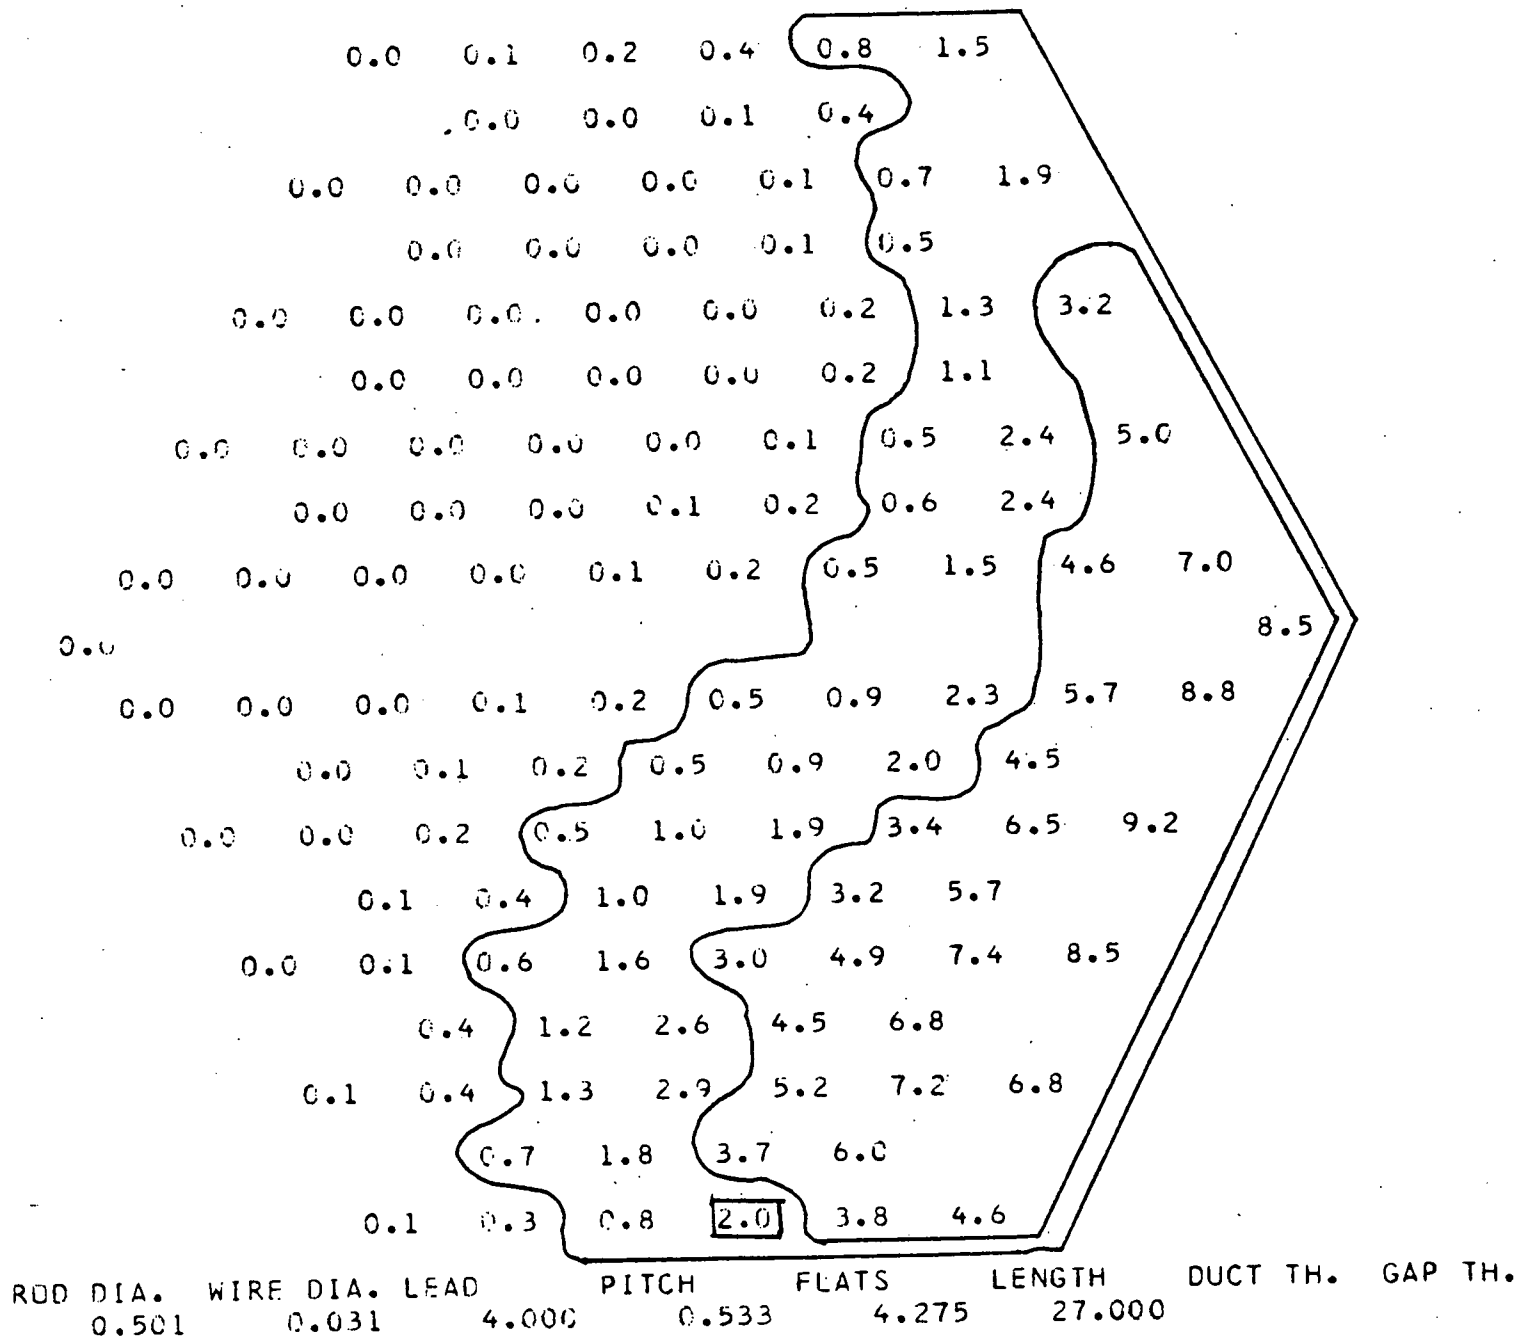 0.0 0.1 0.2 0.4 0.8 1.5
0.0 0.0 0.1 0.4
0.0 0.0 0.0 0.0 0.1 0.7 1.9
0.0 0.0 0.0 0.1 0.5
0.0 0.0 0.0 0.0 0.0 0.2 1.3 3.2
0.0 0.0 0.0 0.0 0.2 1.1
0.0 0.0 0.0 0.0 0.0 0.1 0.5 2.4 5.0
0.0 0.0 0.0 0.1 0.2 0.6 2.4
0.0 0.0 0.0 0.0 0.1 0.2 0.5 1.5 4.6 7.0
0.0 8.5
0.0 0.0 0.0 0.1 0.2 0.5 0.9 2.3 5.7 8.8
0.0 0.1 0.2 0.5 0.9 2.0 4.5
0.0 0.0 0.2 0.5 1.0 1.9 3.4 6.5 9.2
0.1 0.4 1.0 1.9 3.2 5.7
0.0 0.1 0.6 1.6 3.0 4.9 7.4 8.5
0.4 1.2 2.6 4.5 6.8
0.1 0.4 1.3 2.9 5.2 7.2 6.8
0.7 1.8 3.7 6.0
0.1 0.3 0.8 2.0 3.8 4.6
ROD DIA. WIRE DIA. LEAD PITCH FLATS LENGTH DUCT TH. GAP TH.
0.501 0.031 4.000 0.533 4.275 27.000